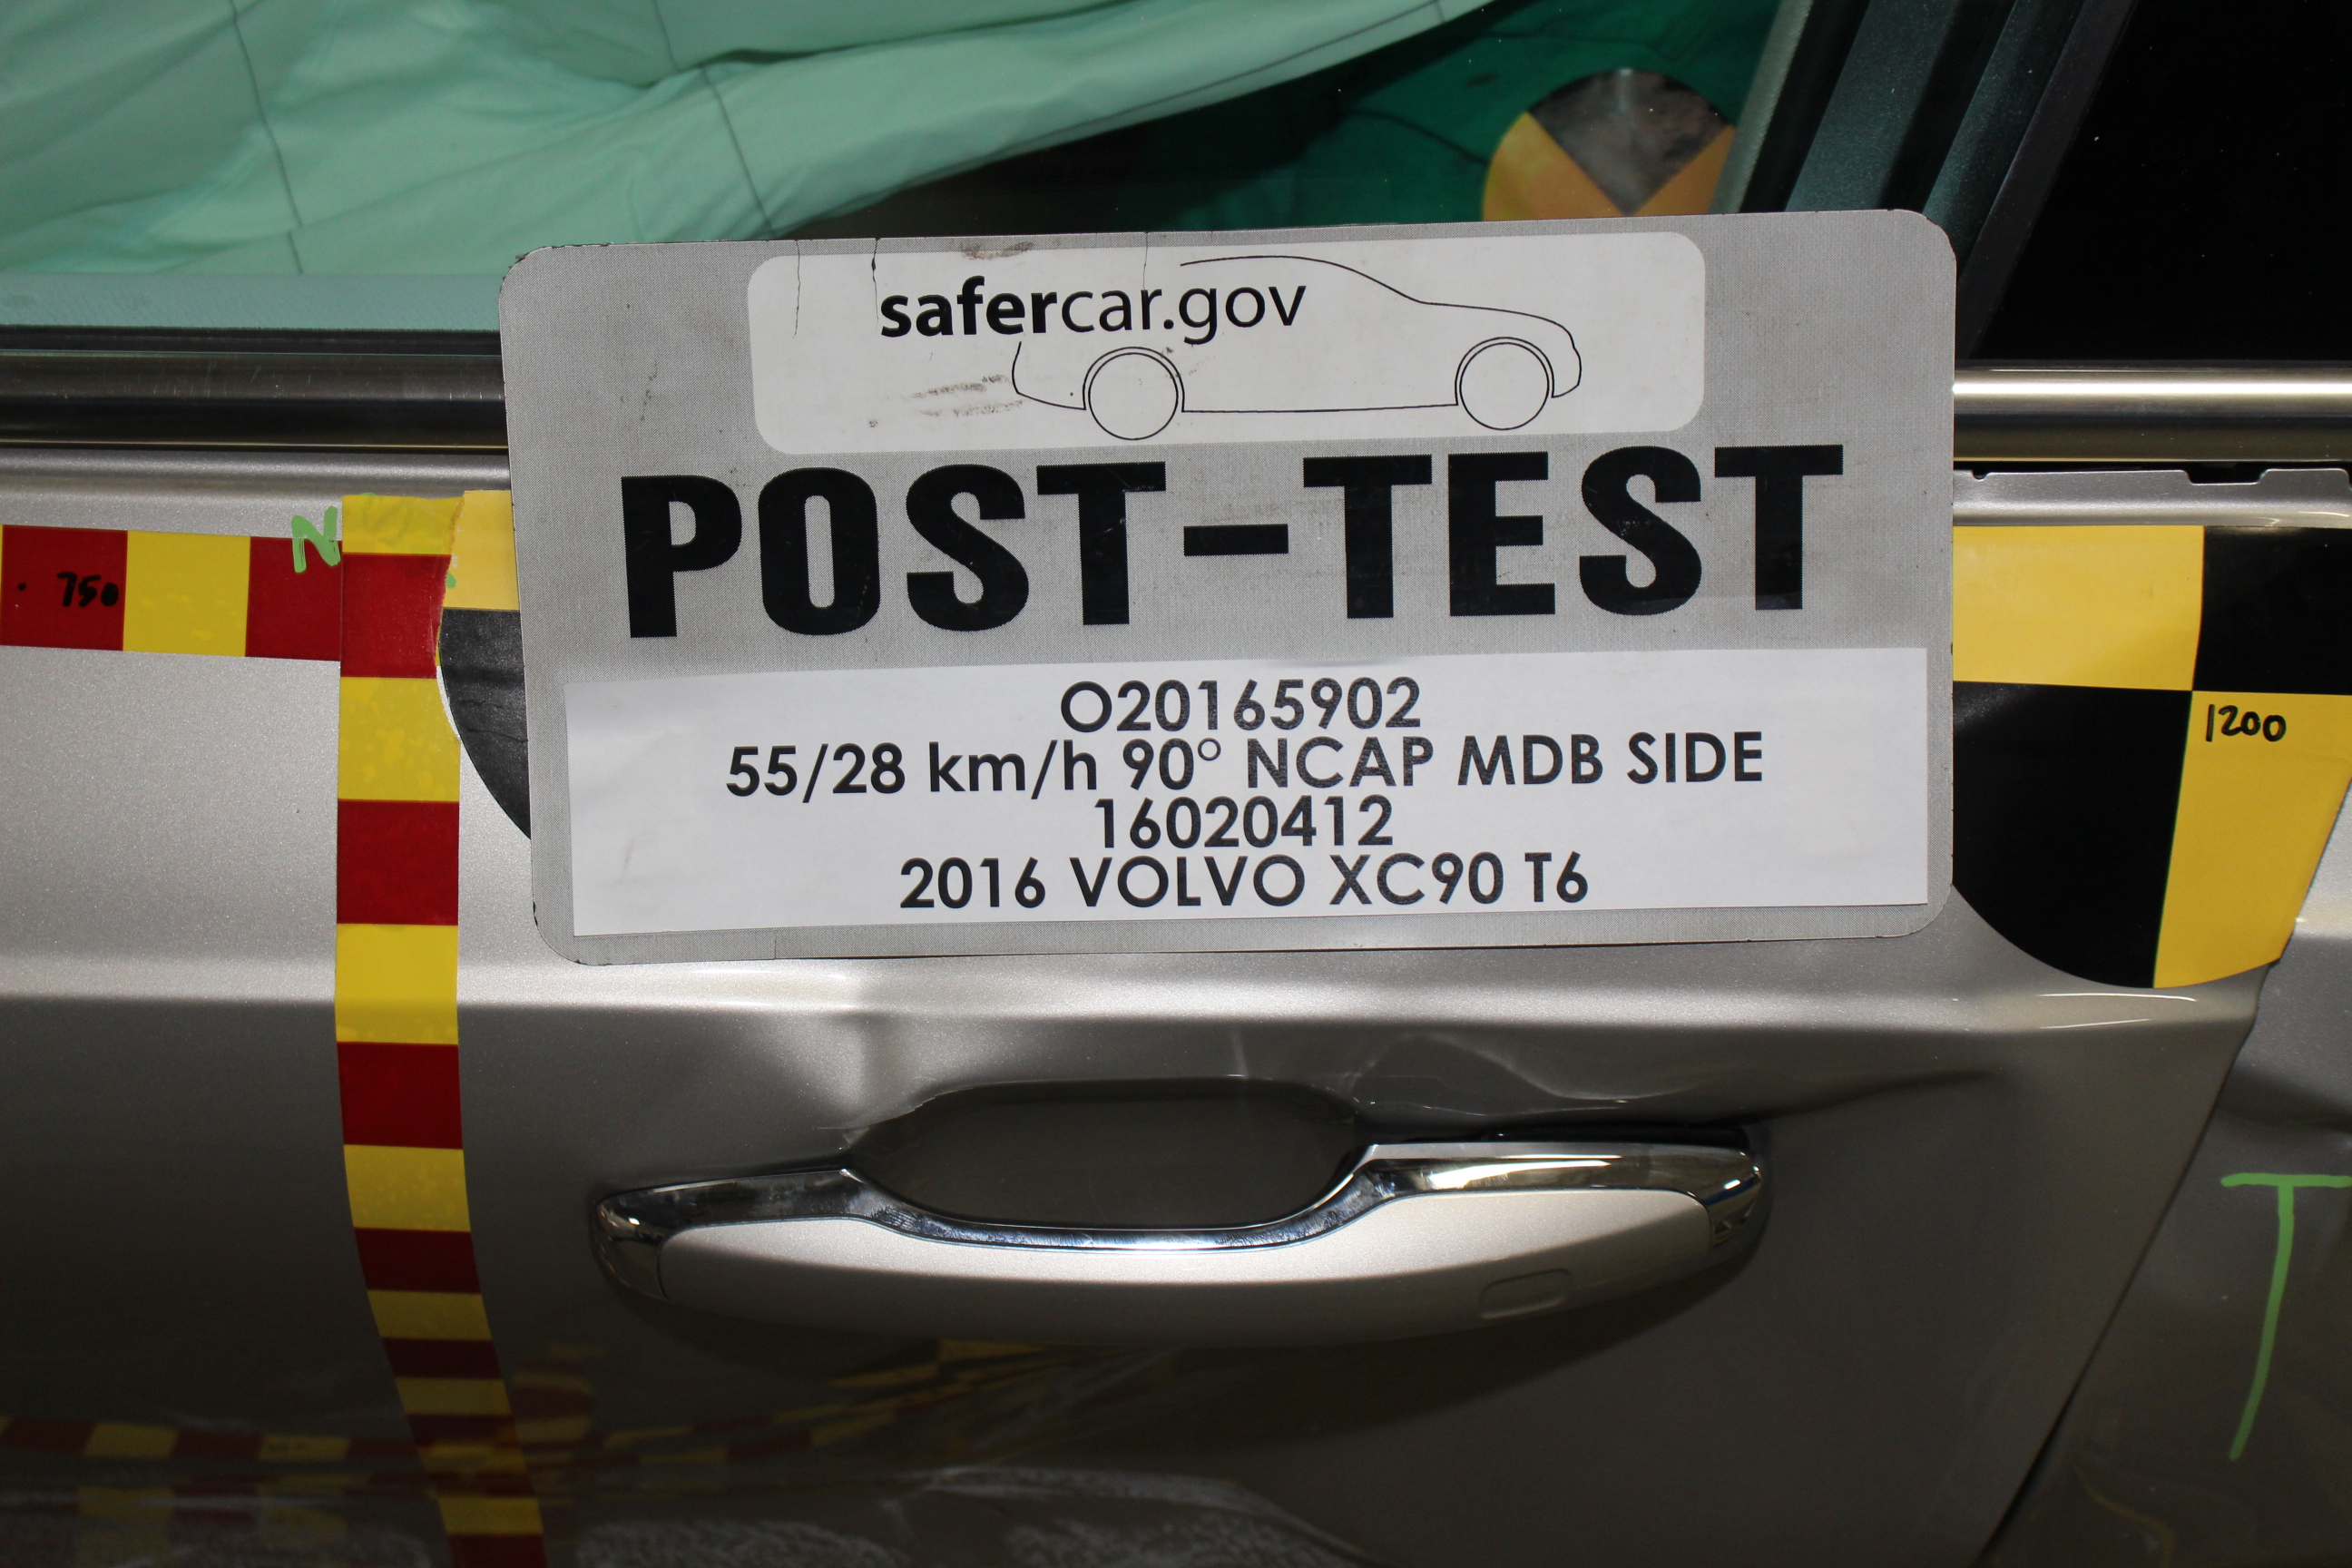 safercar.gov
POST-TEST
N
750
O20165902
55/28 km/h 90° NCAP MDB SIDE
1200
16020412
2016 VOLVO XC90 T6
T